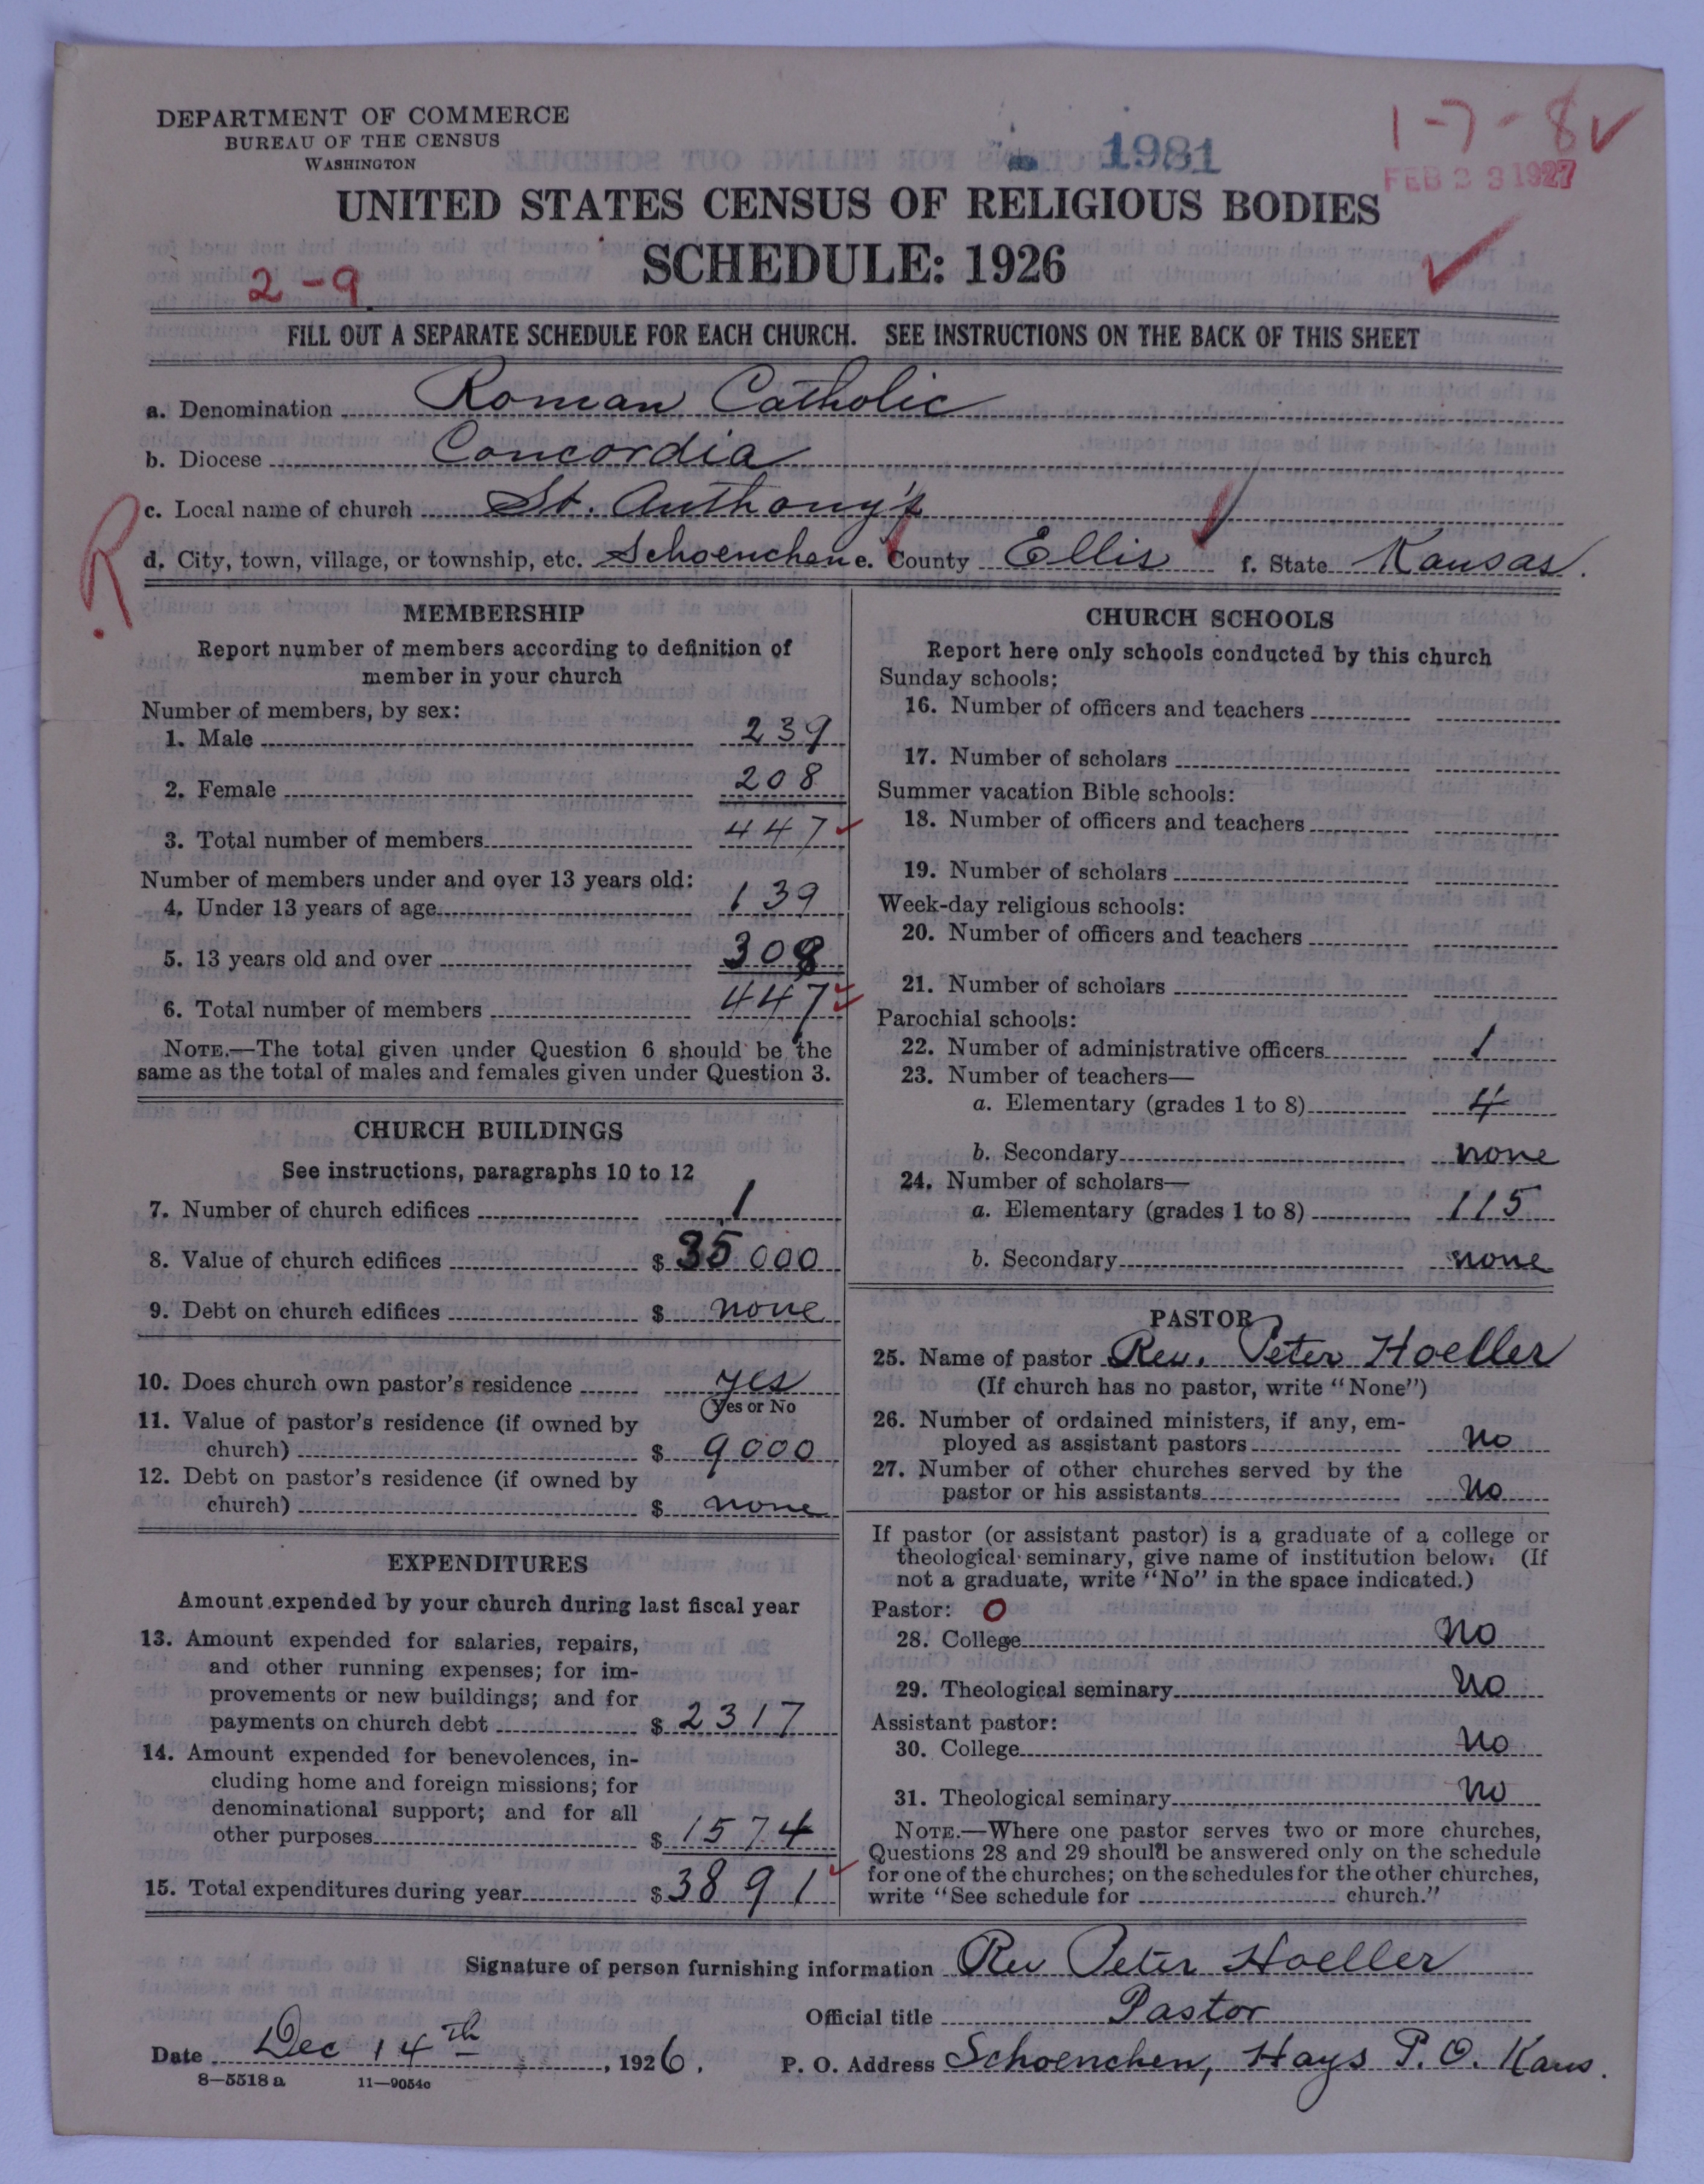 DEPARTMENT OF COMMERCE
BUREAU OF THE CENSUS
WASHINGTON
1981
1-7-8✓
FEB 23 1927
UNITED STATES CENSUS OF RELIGIOUS BODIES
SCHEDULE: 1926
2-9
FILL OUT A SEPARATE SCHEDULE FOR EACH CHURCH. SEE INSTRUCTIONS ON THE BACK OF THIS SHEET
a. Denomination Roman Catholic
b. Diocese Concordia
R.
c. Local name of church St. Anthony's
d. City, town, village, or township, etc. Schoenchen e. County Ellis f. State Kansas.
MEMBERSHIP
Report number of members according to definition of
member in your church
Number of members, by sex:
1. Male 239
2. Female 208
3. Total number of members 447
Number of members under and over 13 years old:
4. Under 13 years of age 139
5. 13 years old and over 308
6. Total number of members 447
NOTE.—The total given under Question 6 should be the
same as the total of males and females given under Question 3.
CHURCH BUILDINGS
See instructions, paragraphs 10 to 12
7. Number of church edifices 1
8. Value of church edifices $ 35 000
9. Debt on church edifices $ none
10. Does church own pastor's residence yes
Yes or No
11. Value of pastor's residence (if owned by
church) $ 9000
12. Debt on pastor's residence (if owned by
church) $ none
EXPENDITURES
Amount expended by your church during last fiscal year
13. Amount expended for salaries, repairs,
and other running expenses; for im-
provements or new buildings; and for
payments on church debt $ 2317
14. Amount expended for benevolences, in-
cluding home and foreign missions; for
denominational support; and for all
other purposes $ 1574
15. Total expenditures during year $ 3891
CHURCH SCHOOLS
Report here only schools conducted by this church
Sunday schools:
16. Number of officers and teachers
17. Number of scholars
Summer vacation Bible schools:
18. Number of officers and teachers
19. Number of scholars
Week-day religious schools:
20. Number of officers and teachers
21. Number of scholars
Parochial schools:
22. Number of administrative officers 1
23. Number of teachers—
a. Elementary (grades 1 to 8) 4
b. Secondary none
24. Number of scholars—
a. Elementary (grades 1 to 8) 115
b. Secondary none
PASTOR
25. Name of pastor Rev. Peter Hoeller
(If church has no pastor, write "None")
26. Number of ordained ministers, if any, em-
ployed as assistant pastors no
27. Number of other churches served by the
pastor or his assistants no
If pastor (or assistant pastor) is a graduate of a college or
theological seminary, give name of institution below. (If
not a graduate, write "No" in the space indicated.)
Pastor: O
28. College no
29. Theological seminary no
Assistant pastor:
30. College no
31. Theological seminary no
NOTE.—Where one pastor serves two or more churches,
Questions 28 and 29 should be answered only on the schedule
for one of the churches; on the schedules for the other churches,
write "See schedule for church."
Signature of person furnishing information Rev Peter Hoeller
Official title Pastor
Date Dec 14th, 1926. P. O. Address Schoenchen, Hays P. O. Kans.
8—5518a 11—9054c